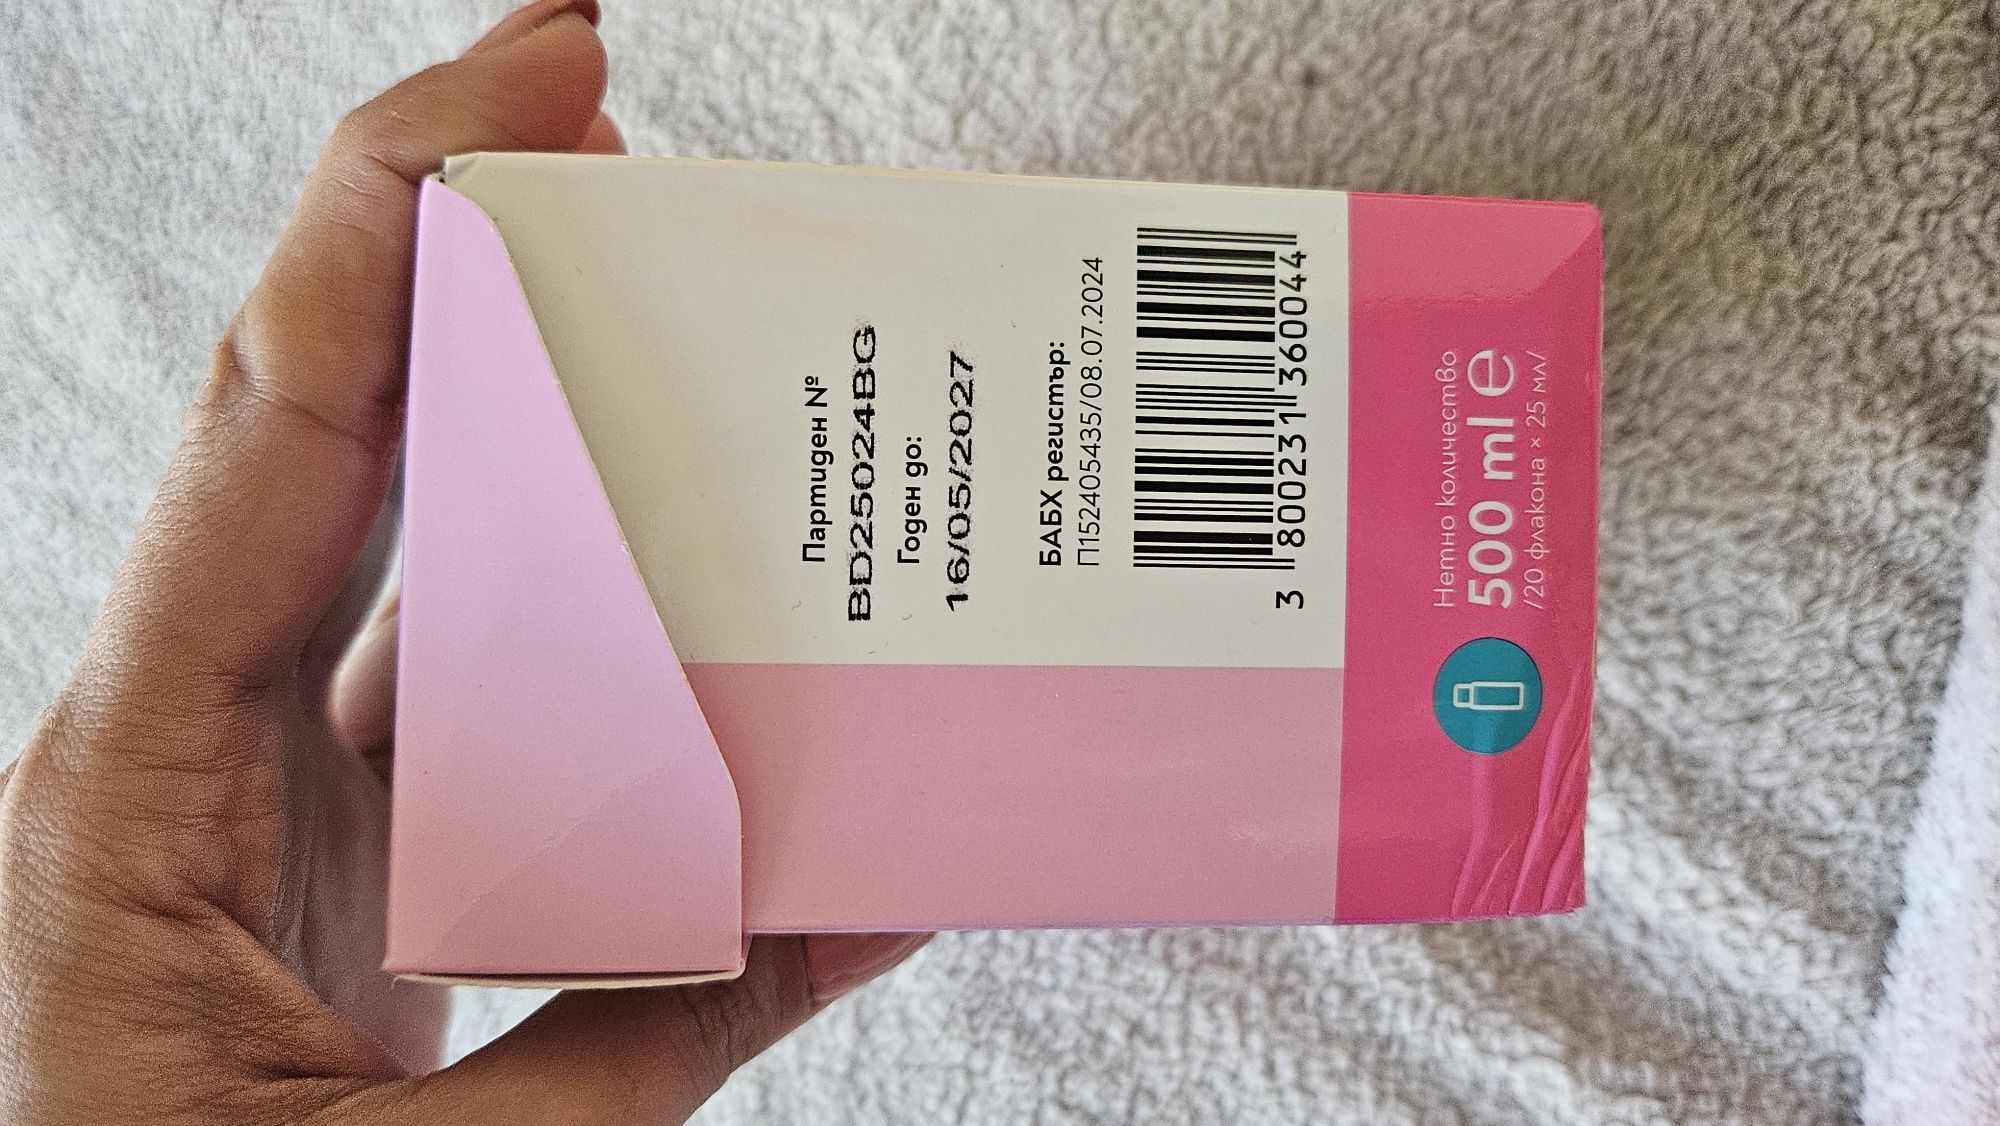 Партиден №
BD25024BG
Годен до:
16/05/2027
БАБХ регистър:
П152405435/08.07.2024
3 800231 360044
Нетно количество
500 ml e
/20 флакона × 25 мл/